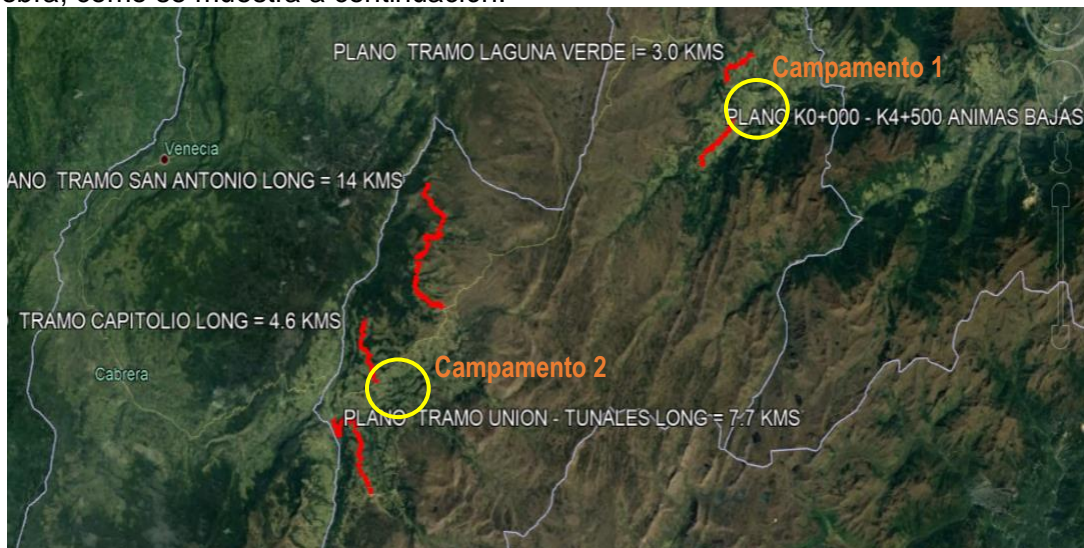 obra, como se muestra a continuación:
PLANO TRAMO LAGUNA VERDE I= 3.0 KMS
Campamento 1
PLANO K0+000 - K4+500 ANIMAS BAJAS
Venecia
ANO TRAMO SAN ANTONIO LONG = 14 KMS
TRAMO CAPITOLIO LONG = 4.6 KMS
Campamento 2
Cabrera
PLANO TRAMO UNION - TUNALES LONG = 7.7 KMS